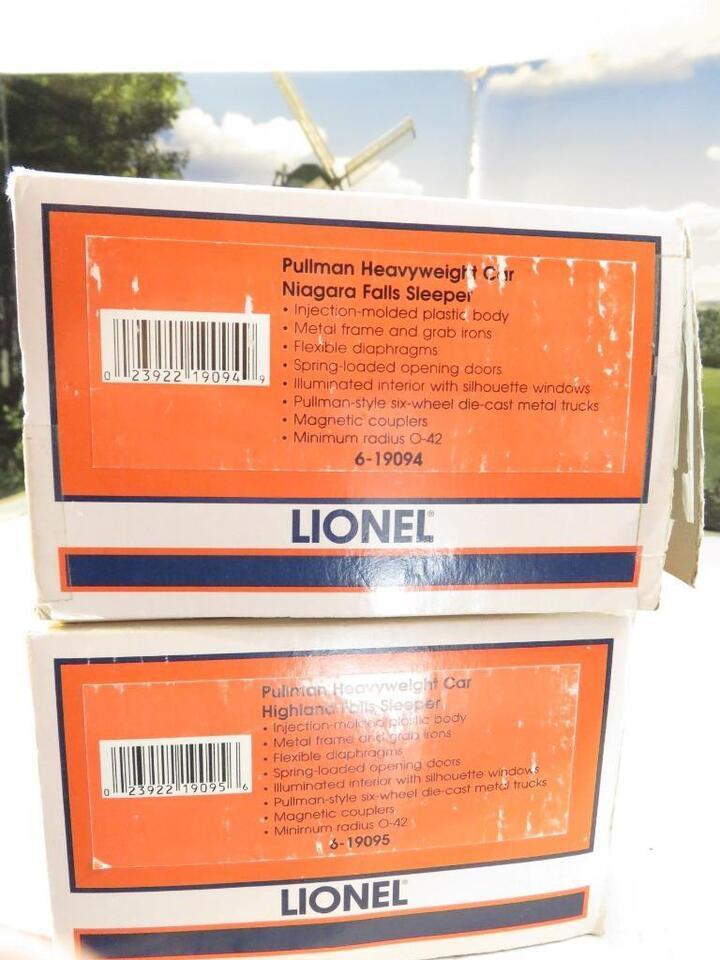 Pullman Heavyweight Car
Niagara Falls Sleeper
• Injection-molded plastic body
• Metal frame and grab irons
• Flexible diaphragms
• Spring-loaded opening doors
• Illuminated interior with silhouette windows
• Pullman-style six-wheel die-cast metal trucks
• Magnetic couplers
• Minimum radius O-42
6-19094
0 23922 19094 9
LIONEL®
Pullman Heavyweight Car
Highland Falls Sleeper
• Injection-molded plastic body
• Metal frame and grab irons
• Flexible diaphragms
• Spring-loaded opening doors
• Illuminated interior with silhouette windows
• Pullman-style six-wheel die-cast metal trucks
• Magnetic couplers
• Minimum radius O-42
6-19095
0 23922 19095 6
LIONEL®